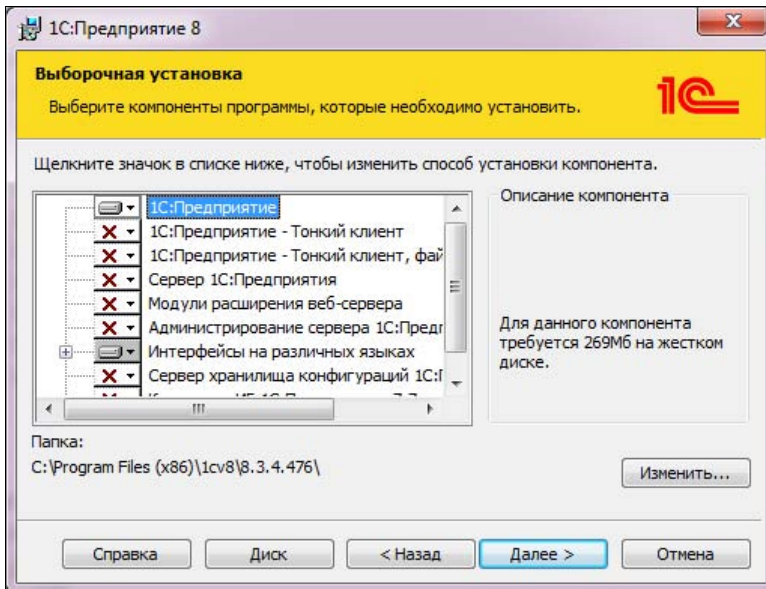 1С:Предприятие 8
Выборочная установка
Выберите компоненты программы, которые необходимо установить.
1С
Щелкните значок в списке ниже, чтобы изменить способ установки компонента.
1С:Предприятие
1С:Предприятие - Тонкий клиент
1С:Предприятие - Тонкий клиент, фай
Сервер 1С:Предприятия
Модули расширения веб-сервера
Администрирование сервера 1С:Предг
Интерфейсы на различных языках
Сервер хранилища конфигураций 1С:Г
Описание компонента
Для данного компонента
требуется 269Мб на жестком
диске.
Папка:
C:\Program Files (x86)\1cv8\8.3.4.476\
Изменить...
Справка
Диск
< Назад
Далее >
Отмена